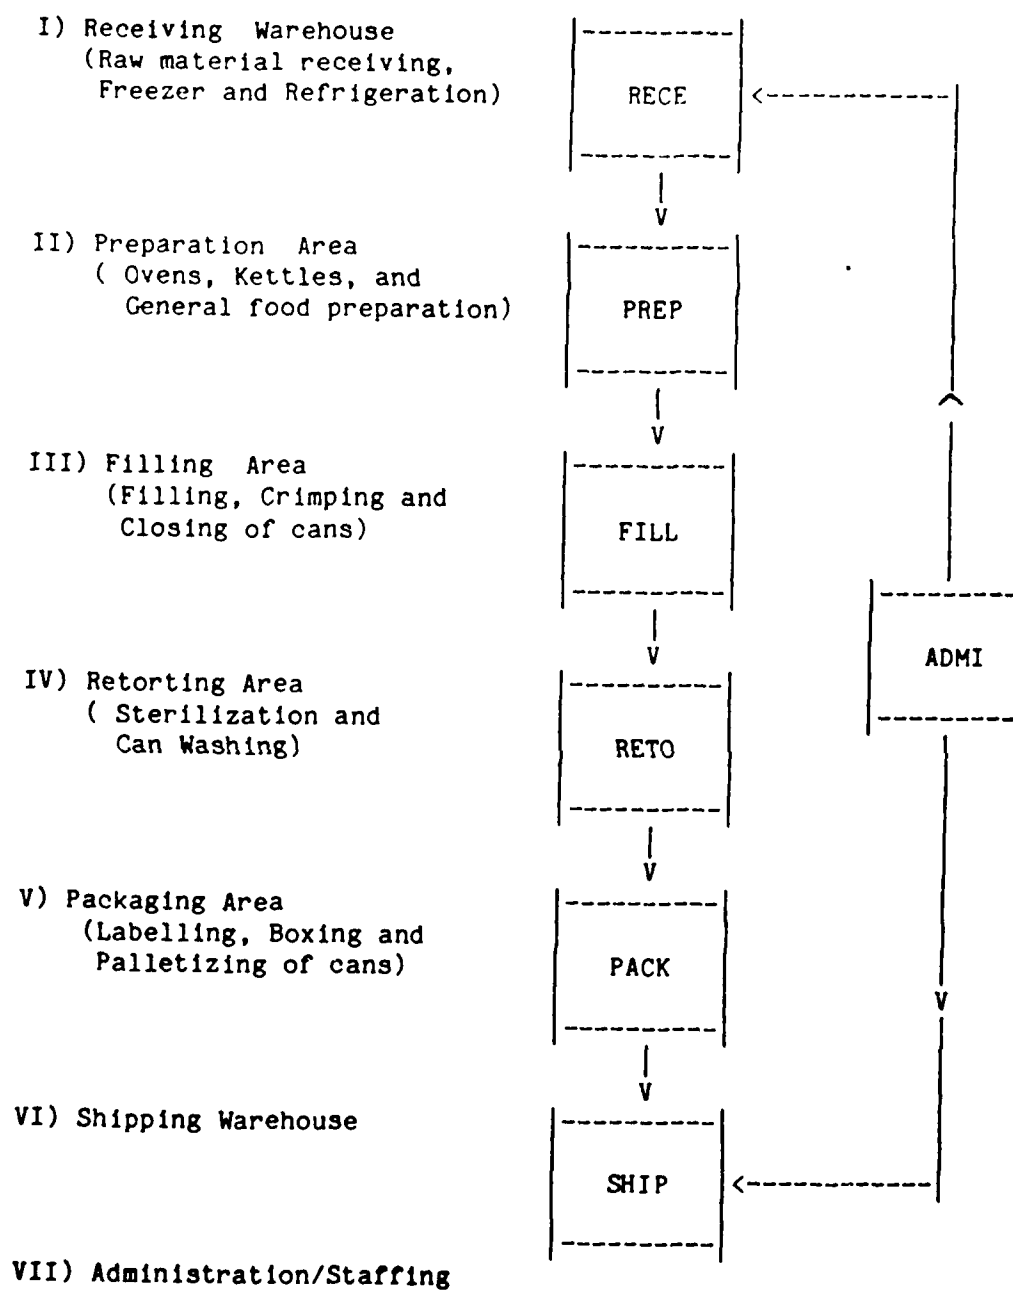 I) Receiving Warehouse
(Raw material receiving,
Freezer and Refrigeration)
RECE
II) Preparation Area
( Ovens, Kettles, and
General food preparation)
PREP
III) Filling Area
(Filling, Crimping and
Closing of cans)
FILL
ADMI
IV) Retorting Area
( Sterilization and
Can Washing)
RETO
V) Packaging Area
(Labelling, Boxing and
Palletizing of cans)
PACK
VI) Shipping Warehouse
SHIP
VII) Administration/Staffing